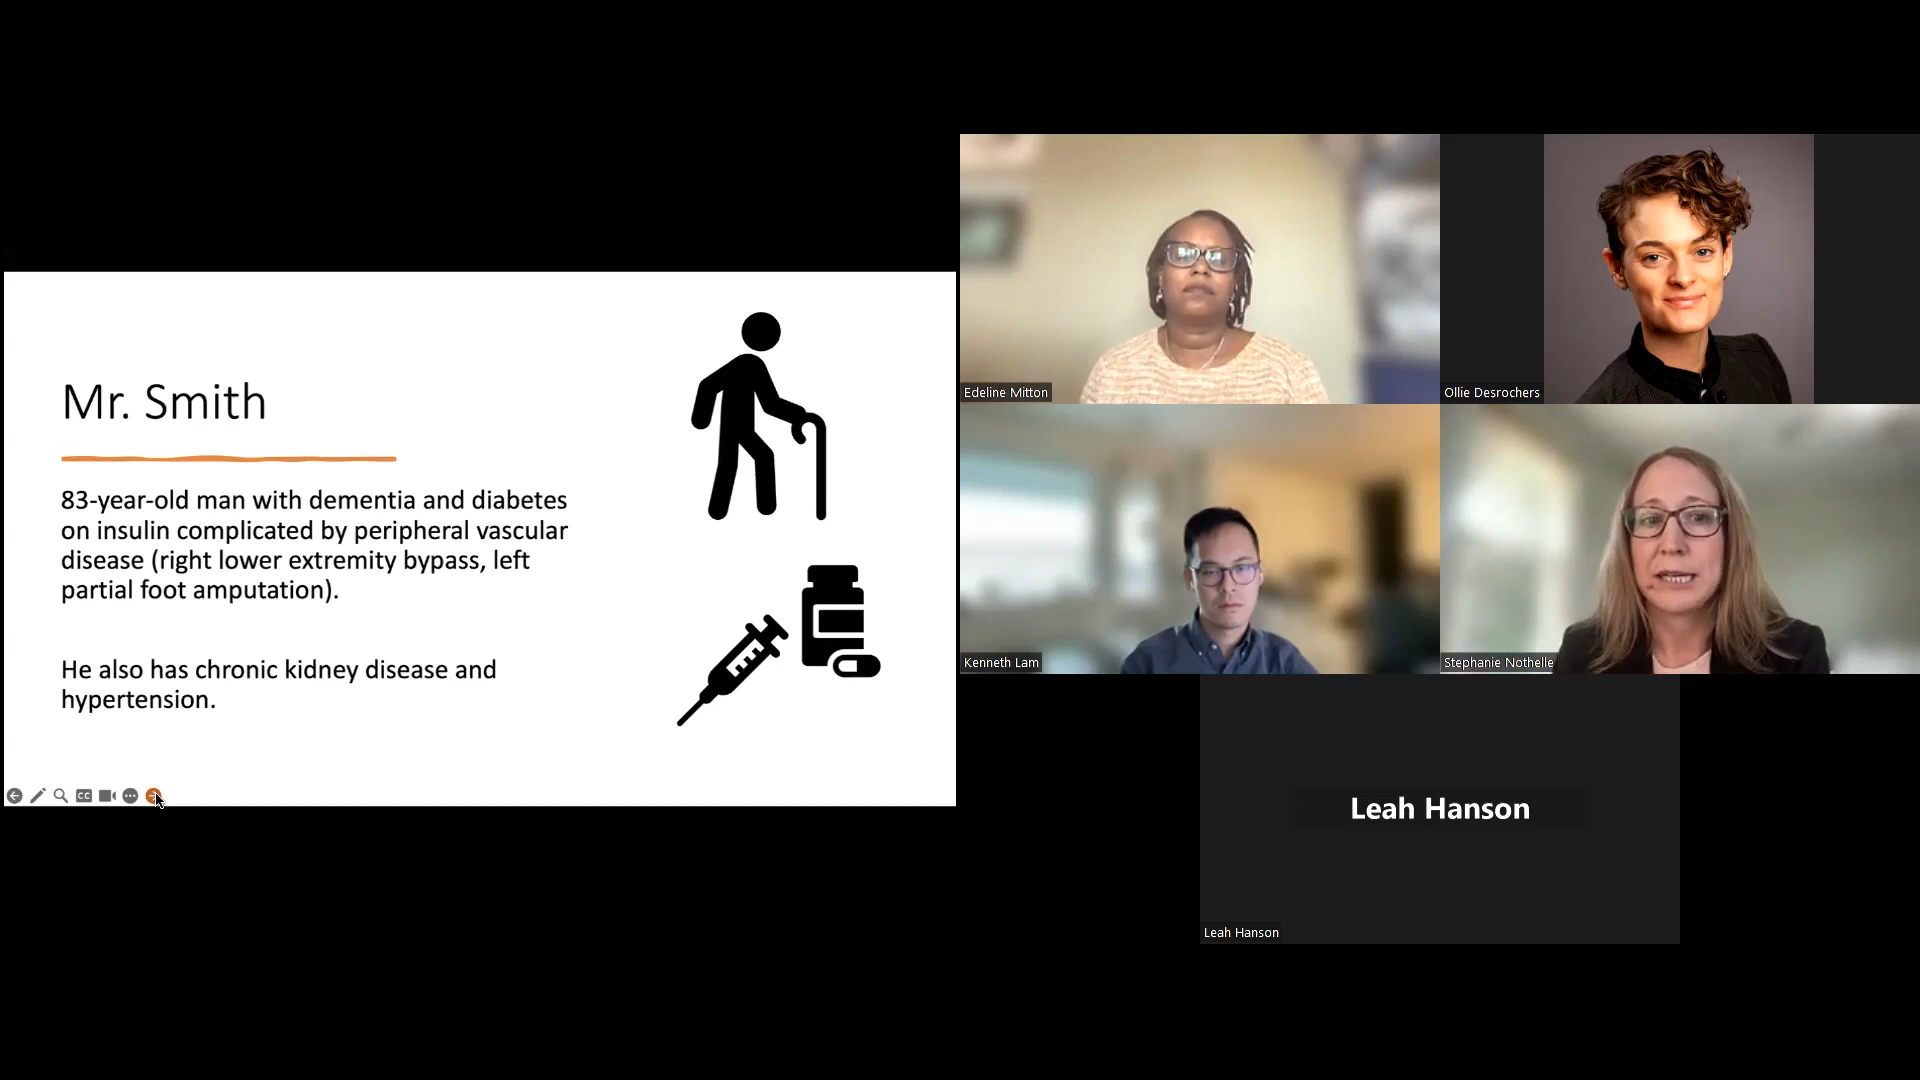 Mr. Smith
83-year-old man with dementia and diabetes
on insulin complicated by peripheral vascular
disease (right lower extremity bypass, left
partial foot amputation).
He also has chronic kidney disease and
hypertension.
CC
Edeline Mitton
Ollie Desrochers
Kenneth Lam
Stephanie Nothelle
Leah Hanson
Leah Hanson